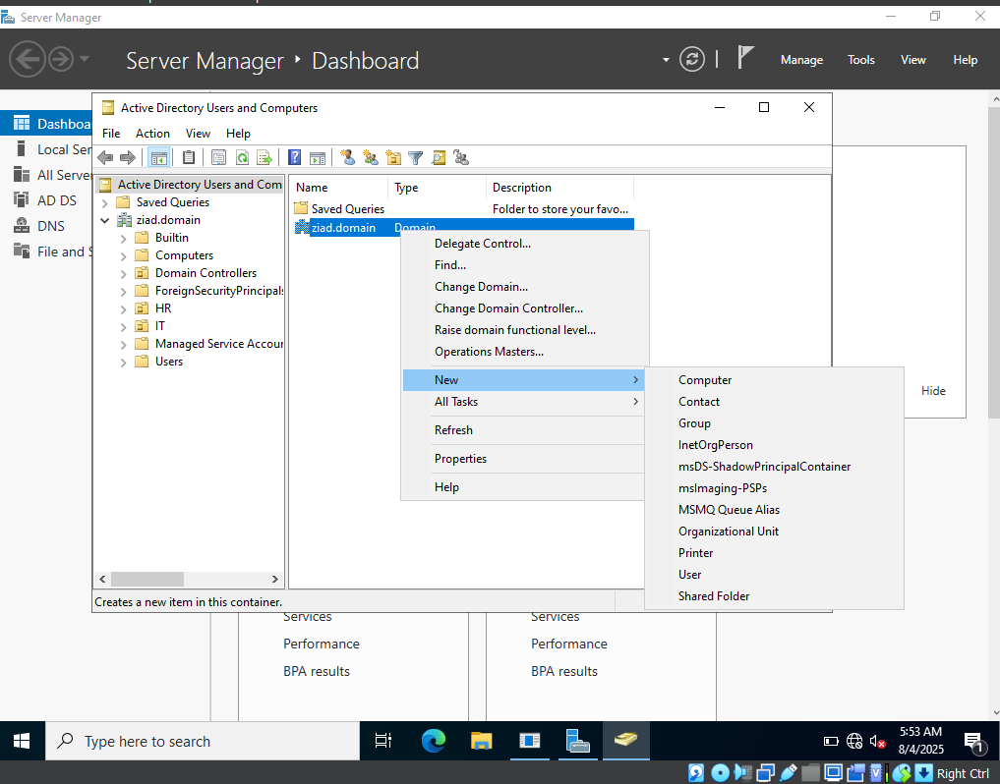 Server Manager
Server Manager • Dashboard
Manage Tools View Help
Dashboa
Local Ser
All Server
AD DS
DNS
File and S
Active Directory Users and Computers
File Action View Help
Active Directory Users and Com
Saved Queries
ziad.domain
Builtin
Computers
Domain Controllers
ForeignSecurityPrincipals
HR
IT
Managed Service Accour
Users
Name Type Description
Saved Queries Folder to store your favo...
ziad.domain Domain
Delegate Control...
Find...
Change Domain...
Change Domain Controller...
Raise domain functional level...
Operations Masters...
New
All Tasks
Refresh
Properties
Help
Computer
Contact
Group
InetOrgPerson
msDS-ShadowPrincipalContainer
msImaging-PSPs
MSMQ Queue Alias
Organizational Unit
Printer
User
Shared Folder
Hide
Creates a new item in this container.
Services
Performance
BPA results
Services
Performance
BPA results
Type here to search
5:53 AM
8/4/2025
1
Right Ctrl